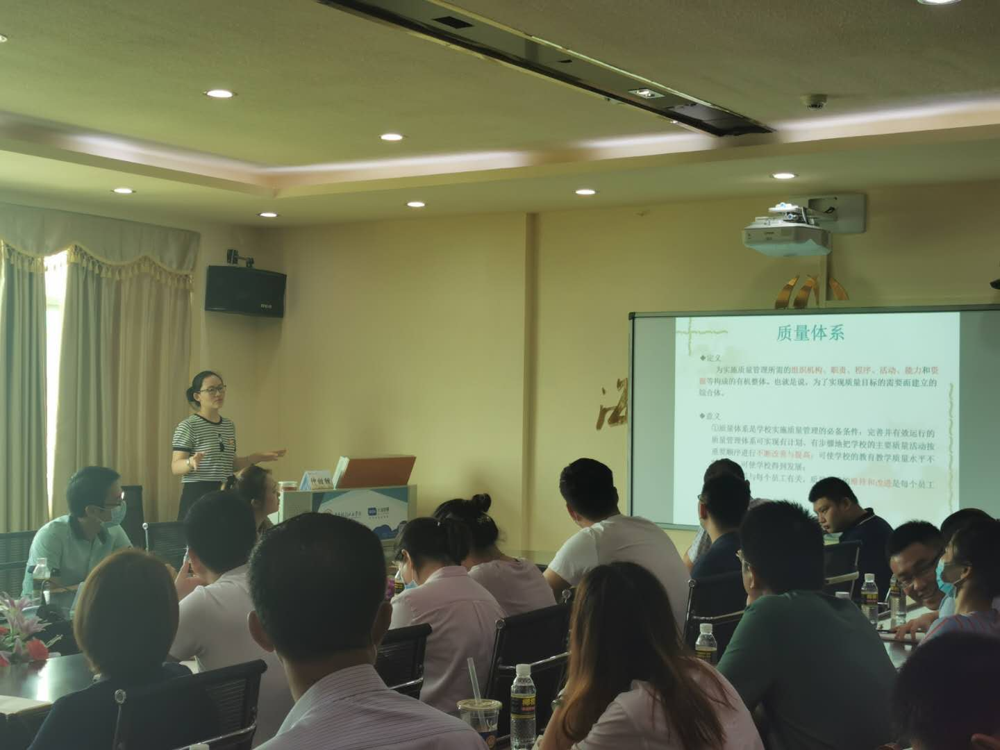 质量体系
◆定义
为实施质量管理所需的组织机构、职责、程序、活动、能力和资
源等构成的有机整体。也就是说，为了实现质量目标的需要而建立的
综合体。
◆意义
①质量体系是学校实施质量管理的必备条件；完善并有效运行的
质量管理体系可实现有计划、有步骤地把学校的主要质量活动按
重要顺序进行不断改善与提高；可使学校的教育教学质量水平不
可使学校得到发展；
与每个员工有关，质
的维持和改进是每个员工
海
椰樹